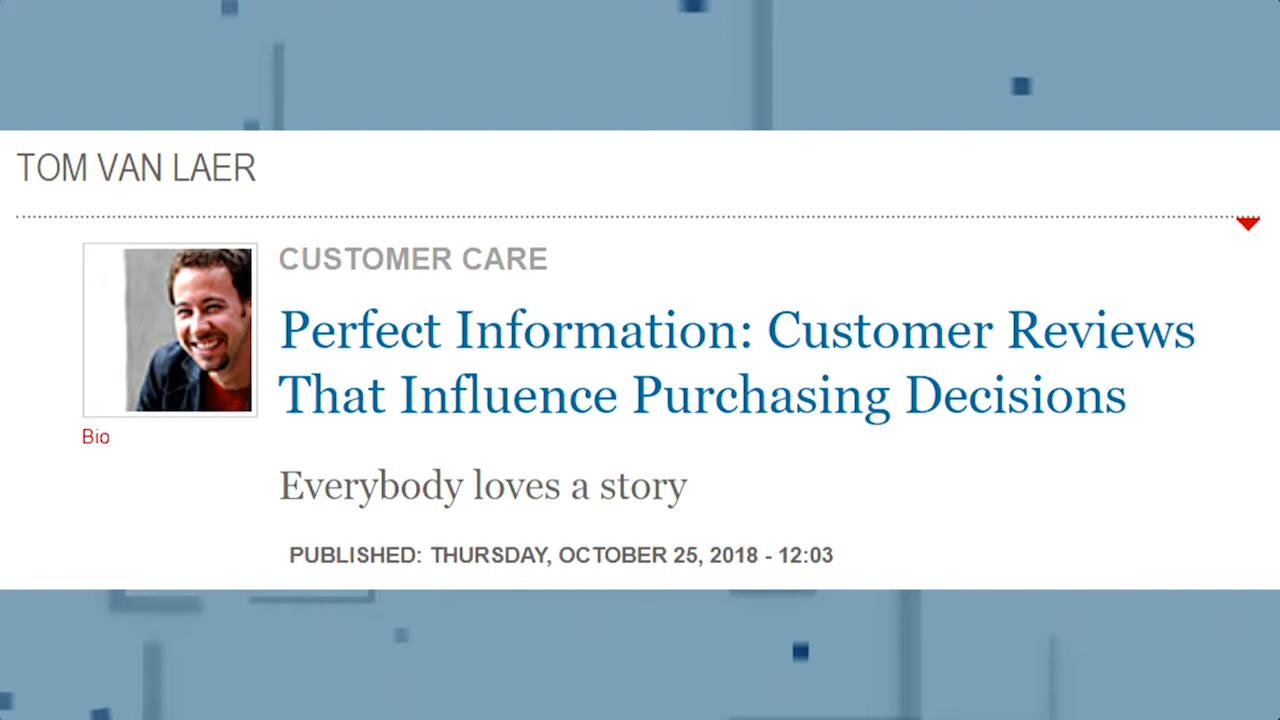 TOM VAN LAER
CUSTOMER CARE
Perfect Information: Customer Reviews
That Influence Purchasing Decisions
Bio
Everybody loves a story
PUBLISHED: THURSDAY, OCTOBER 25, 2018 - 12:03